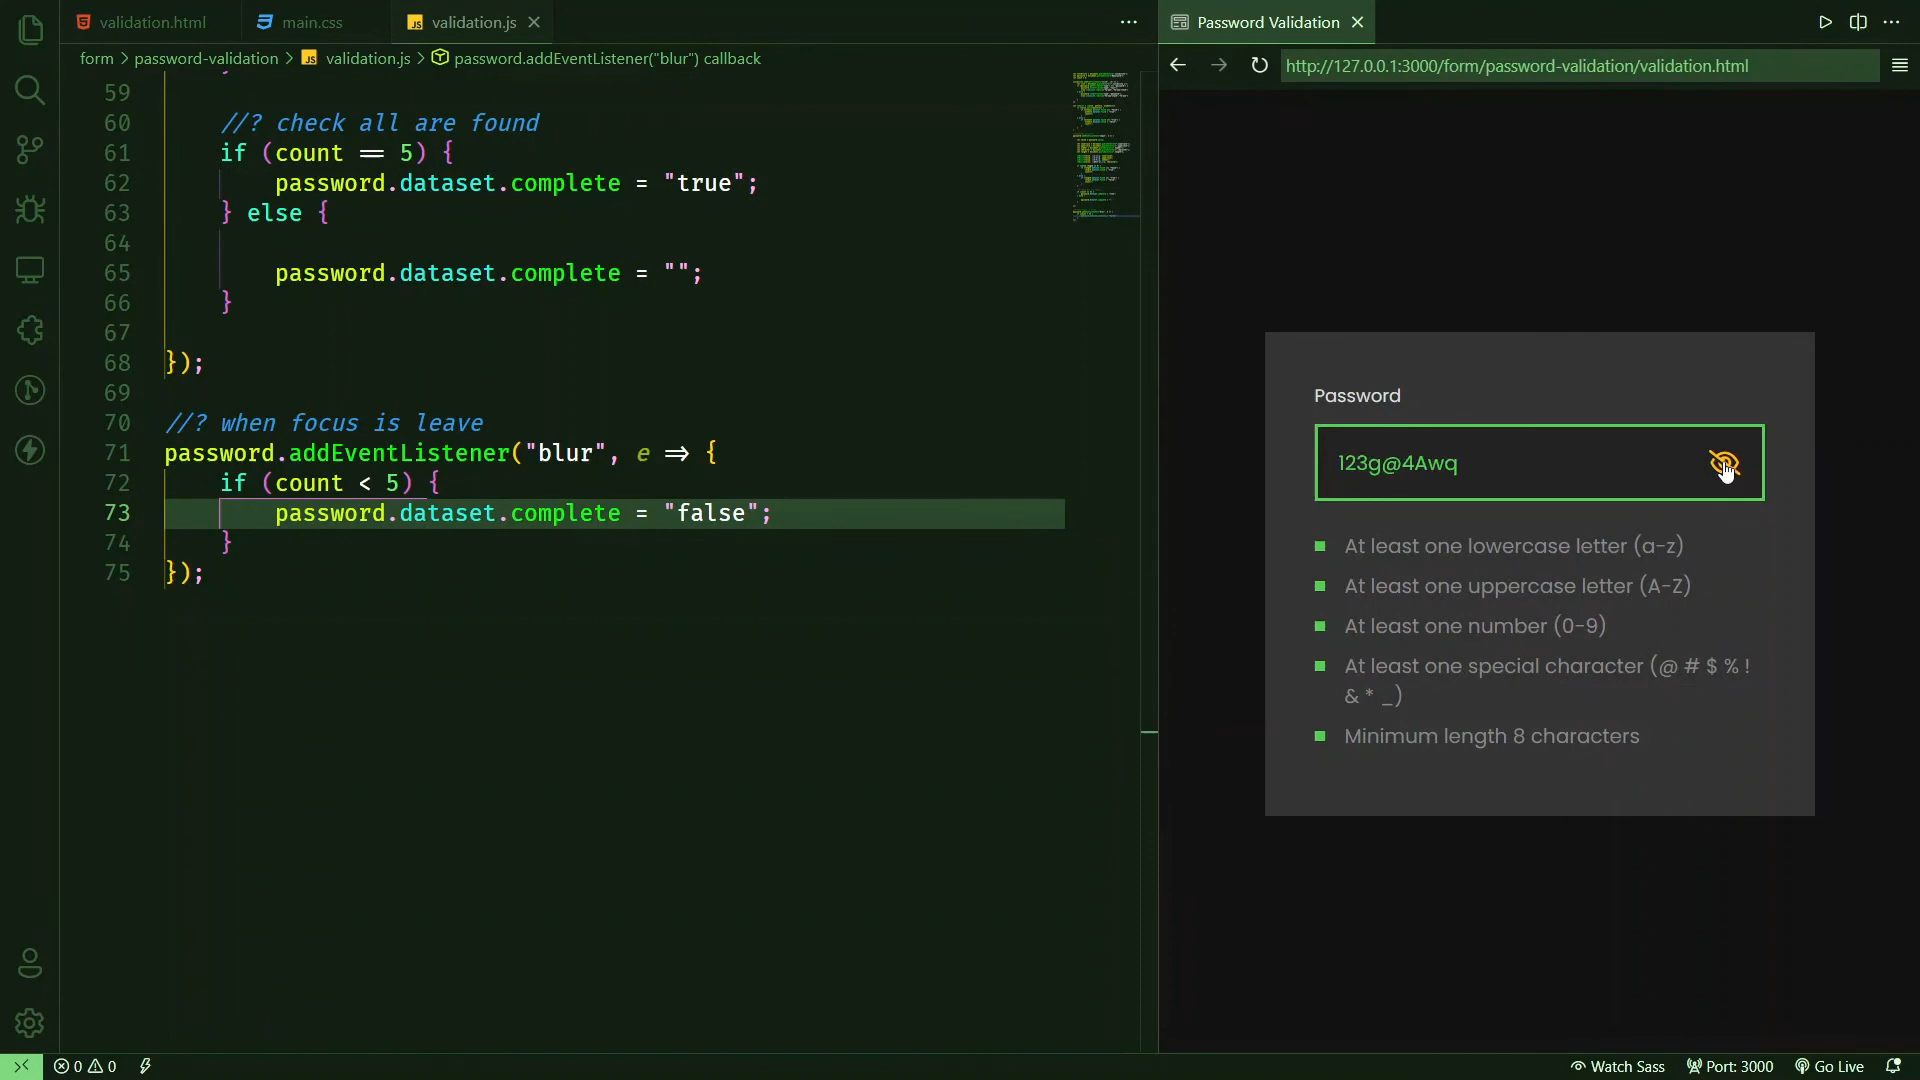 validation.html
main.css
validation.js
form > password-validation > JS validation.js > password.addEventListener("blur") callback
59
60 //? check all are found
61 if (count == 5) {
62 password.dataset.complete = "true";
63 } else {
64
65 password.dataset.complete = "";
66 }
67
68 });
69
70 //? when focus is leave
71 password.addEventListener("blur", e => {
72 if (count < 5) {
73 password.dataset.complete = "false";
74 }
75 });
0 0
Password Validation
http://127.0.0.1:3000/form/password-validation/validation.html
Password
123g@4Awq
At least one lowercase letter (a-z)
At least one uppercase letter (A-Z)
At least one number (0-9)
At least one special character (@ # $ % !
& * _)
Minimum length 8 characters
Watch Sass
Port: 3000
Go Live